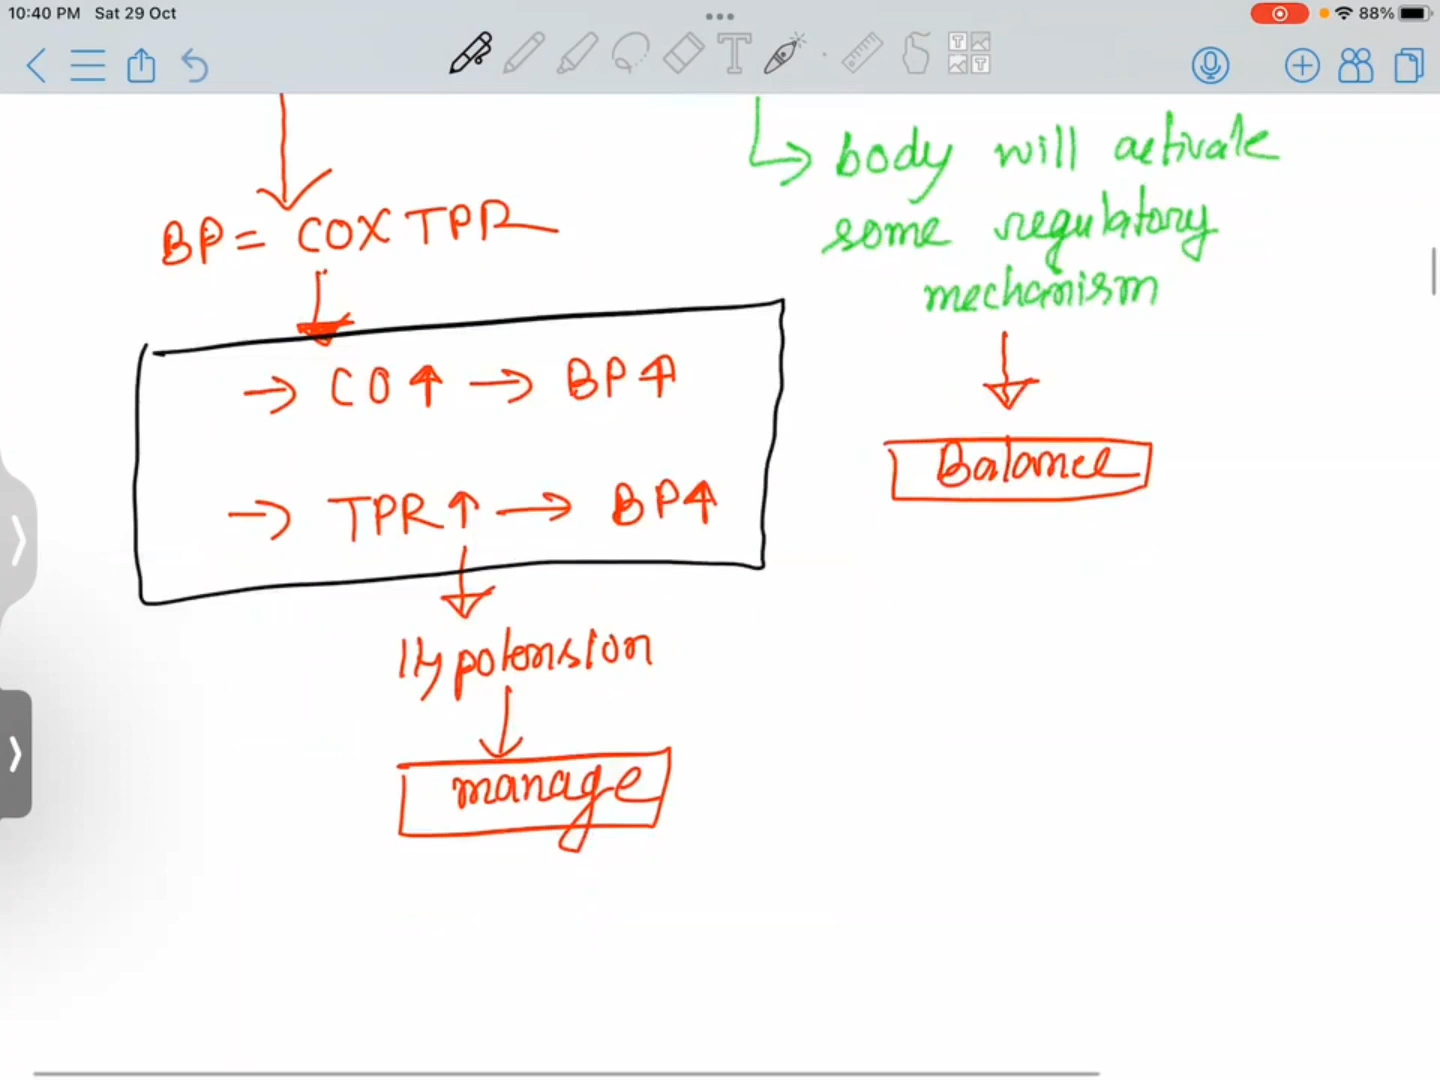 10:40 PM Sat 29 Oct
88%
body will activate
some regulatory
mechanism
BP = COX TPR
→ CO↑ → BP↑
Balance
→ TPR↑ → BP↑
Hypotension
manage